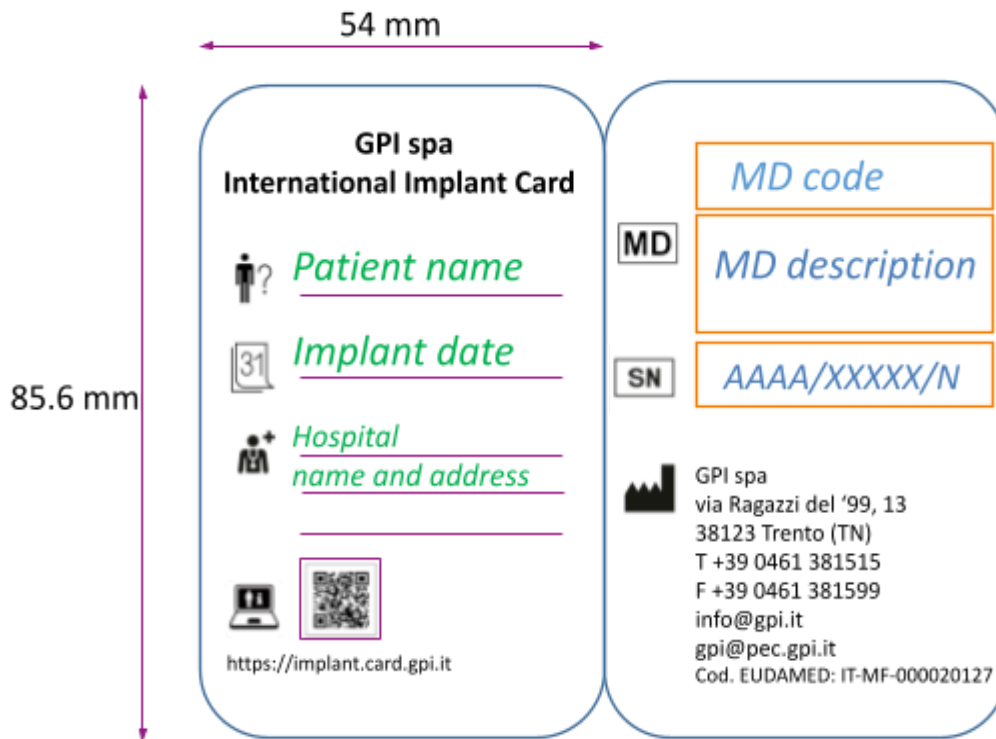 54 mm
85.6 mm
GPI spa
International Implant Card
?
Patient name
31
Implant date
Hospital
name and address
https://implant.card.gpi.it
MD code
MD
MD description
SN
AAAA/XXXXX/N
GPI spa
via Ragazzi del ‘99, 13
38123 Trento (TN)
T +39 0461 381515
F +39 0461 381599
info@gpi.it
gpi@pec.gpi.it
Cod. EUDAMED: IT-MF-000020127